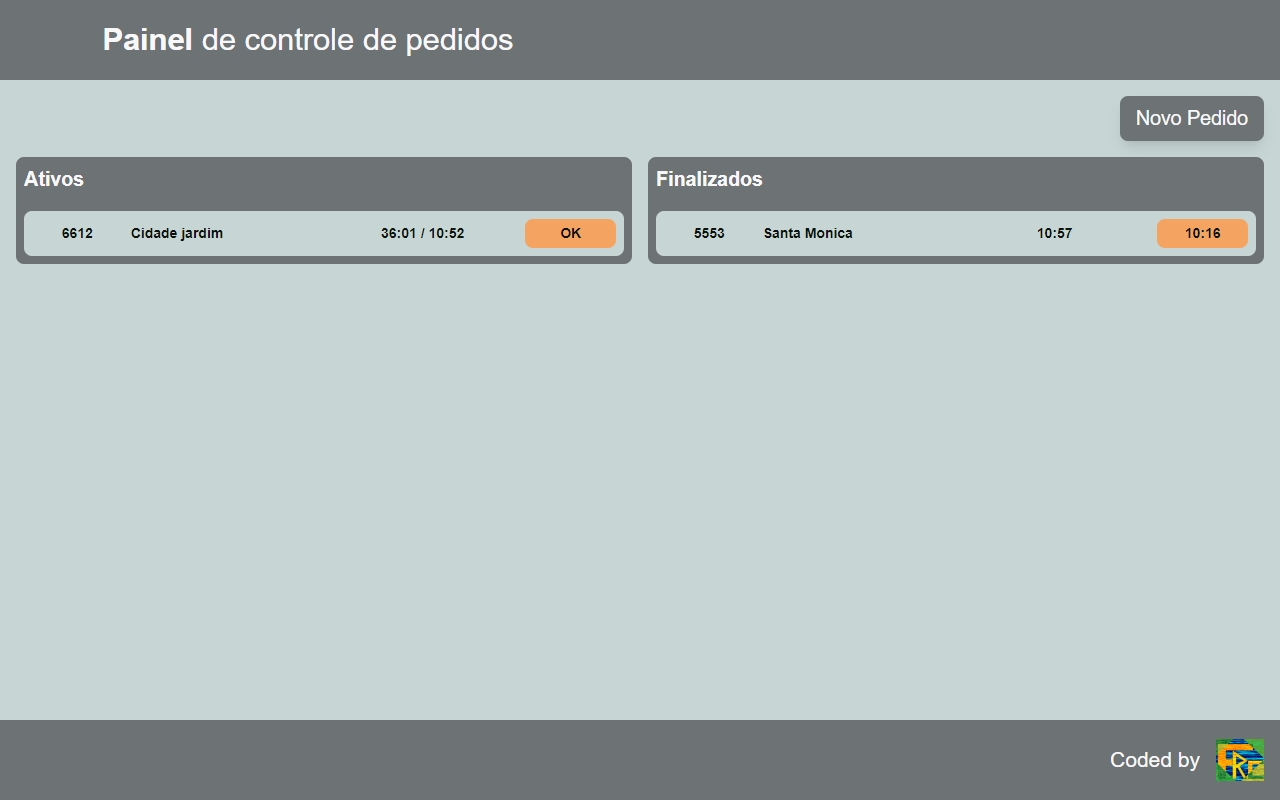 Painel de controle de pedidos
Novo Pedido
Ativos
6612 Cidade jardim 36:01 / 10:52 OK
Finalizados
5553 Santa Monica 10:57 10:16
Coded by